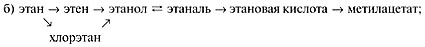 б) этан → этен → этанол ⇌ этаналь → этановая кислота → метилацетат;
↘ ↗
хлорэтан